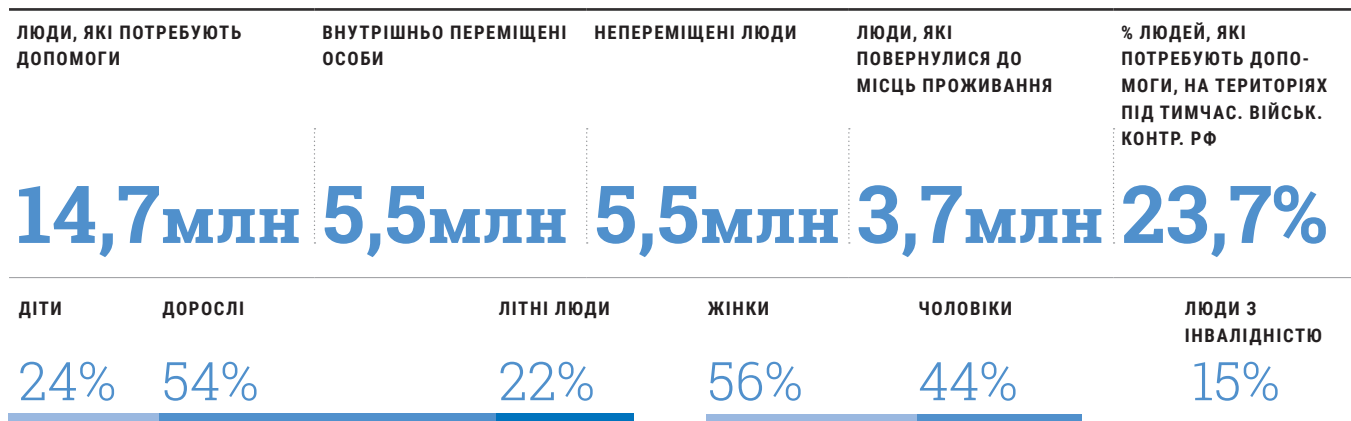 ЛЮДИ, ЯКІ ПОТРЕБУЮТЬ
ДОПОМОГИ
14,7млн
ВНУТРІШНЬО ПЕРЕМІЩЕНІ
ОСОБИ
5,5млн
НЕПЕРЕМІЩЕНІ ЛЮДИ
5,5млн
ЛЮДИ, ЯКІ
ПОВЕРНУЛИСЯ ДО
МІСЦЬ ПРОЖИВАННЯ
3,7млн
% ЛЮДЕЙ, ЯКІ
ПОТРЕБУЮТЬ ДОПО-
МОГИ, НА ТЕРИТОРІЯХ
ПІД ТИМЧАС. ВІЙСЬК.
КОНТР. РФ
23,7%
ДІТИ
24%
ДОРОСЛІ
54%
ЛІТНІ ЛЮДИ
22%
ЖІНКИ
56%
ЧОЛОВІКИ
44%
ЛЮДИ З
ІНВАЛІДНІСТЮ
15%